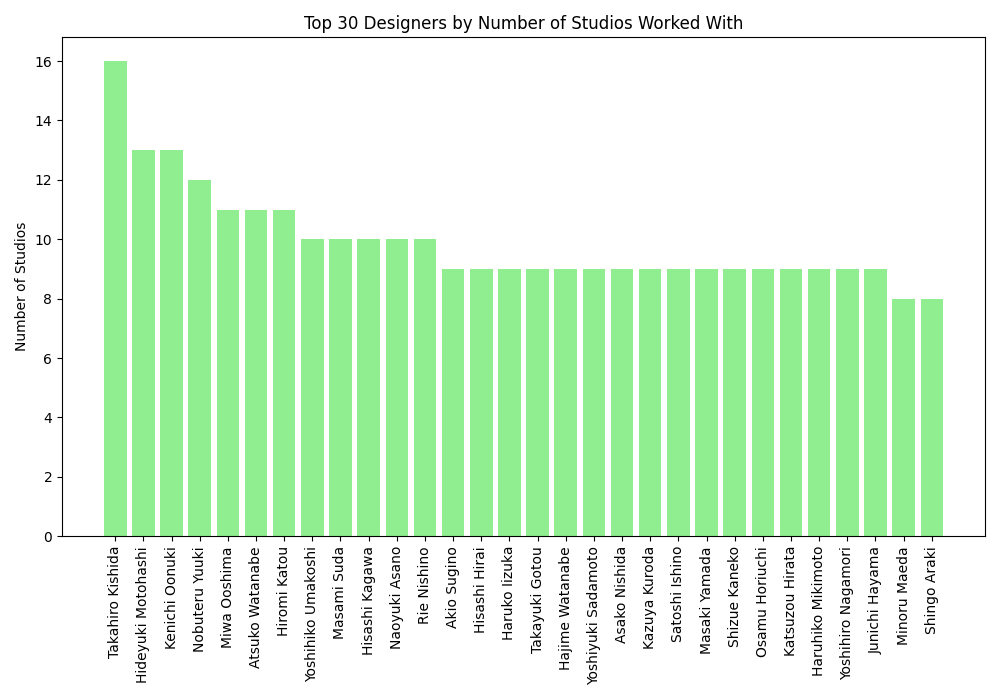 Top 30 Designers by Number of Studios Worked With
Number of Studios
16
14
12
10
8
6
4
2
0
Takahiro Kishida
Hideyuki Motohashi
Kenichi Oonuki
Nobuteru Yuuki
Miwa Ooshima
Atsuko Watanabe
Hiromi Katou
Yoshihiko Umakoshi
Masami Suda
Hisashi Kagawa
Naoyuki Asano
Rie Nishino
Akio Sugino
Hisashi Hirai
Haruko Iizuka
Takayuki Gotou
Hajime Watanabe
Yoshiyuki Sadamoto
Asako Nishida
Kazuya Kuroda
Satoshi Ishino
Masaki Yamada
Shizue Kaneko
Osamu Horiuchi
Katsuzou Hirata
Haruhiko Mikimoto
Yoshihiro Nagamori
Junichi Hayama
Minoru Maeda
Shingo Araki